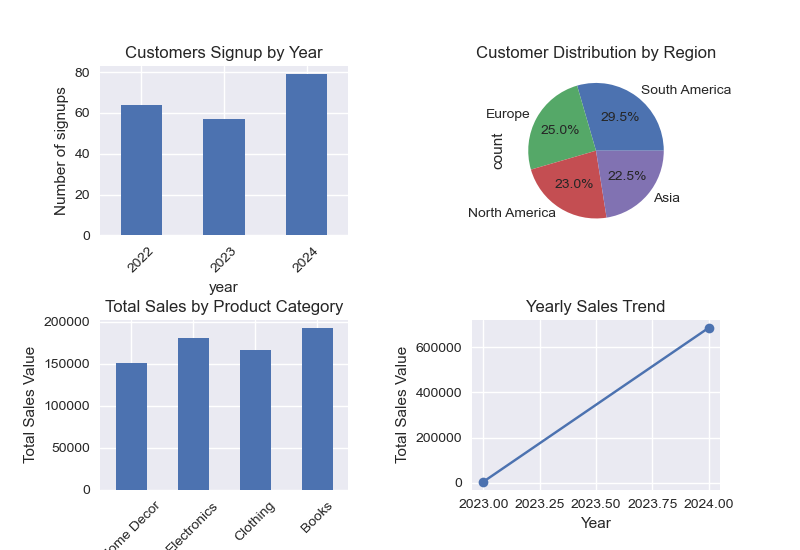 Customers Signup by Year
Number of signups
80
60
40
20
0
2022
2023
2024
year
Customer Distribution by Region
count
South America
29.5%
Europe
25.0%
23.0%
North America
22.5%
Asia
Total Sales by Product Category
Total Sales Value
200000
150000
100000
50000
0
ome Decor
Electronics
Clothing
Books
Yearly Sales Trend
Total Sales Value
600000
400000
200000
0
2023.00 2023.25 2023.50 2023.75 2024.00
Year